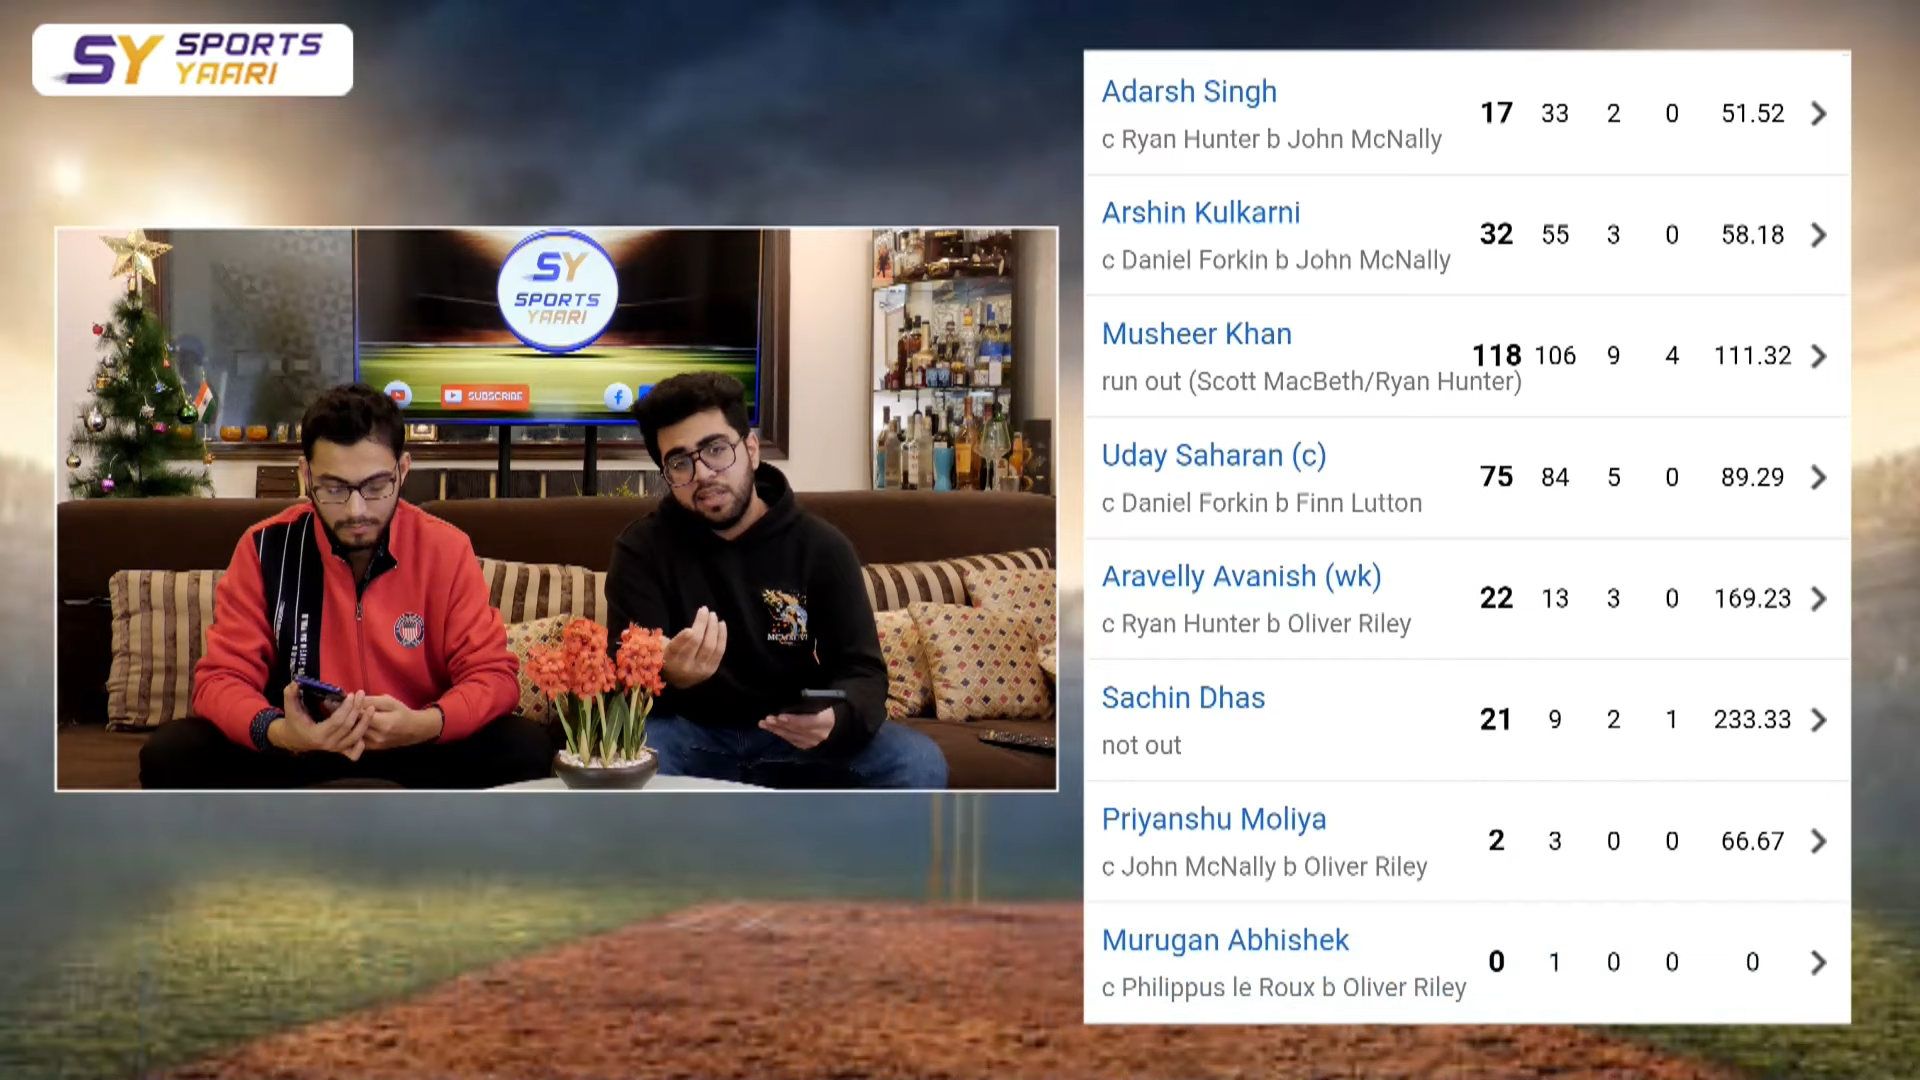 SY SPORTS
YAARI
SY
SPORTS
YAARI
SUBSCRIBE
Adarsh Singh 17 33 2 0 51.52
c Ryan Hunter b John McNally
Arshin Kulkarni 32 55 3 0 58.18
c Daniel Forkin b John McNally
Musheer Khan 118 106 9 4 111.32
run out (Scott MacBeth/Ryan Hunter)
Uday Saharan (c) 75 84 5 0 89.29
c Daniel Forkin b Finn Lutton
Aravelly Avanish (wk) 22 13 3 0 169.23
c Ryan Hunter b Oliver Riley
Sachin Dhas 21 9 2 1 233.33
not out
Priyanshu Moliya 2 3 0 0 66.67
c John McNally b Oliver Riley
Murugan Abhishek 0 1 0 0 0
c Philippus le Roux b Oliver Riley